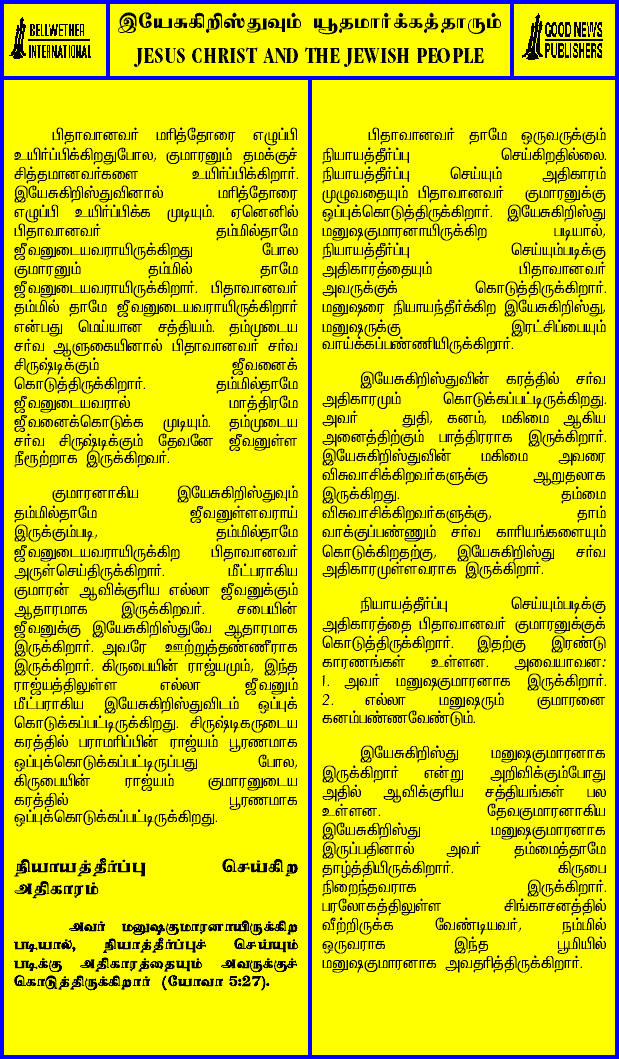 BELLWETHER
INTERNATIONAL
இயேசுகிறிஸ்துவும் யூதமார்க்கத்தாரும்
JESUS CHRIST AND THE JEWISH PEOPLE
GOOD NEWS
PUBLISHERS
பிதாவானவர் மரித்தோரை எழுப்பி
உயிர்ப்பிக்கிறதுபோல, குமாரனும் தமக்குச்
சித்தமானவர்களை உயிர்ப்பிக்கிறார்.
இயேசுகிறிஸ்துவினால் மரித்தோரை
எழுப்பி உயிர்ப்பிக்க முடியும். ஏனெனில்
பிதாவானவர் தம்மில்தாமே
ஜீவனுடையவராயிருக்கிறது போல
குமாரனும் தம்மில் தாமே
ஜீவனுடையவராயிருக்கிறார். பிதாவானவர்
தம்மில் தாமே ஜீவனுடையவராயிருக்கிறார்
என்பது மெய்யான சத்தியம். தம்முடைய
சர்வ ஆளுகையினால் பிதாவானவர் சர்வ
சிருஷ்டிக்கும் ஜீவனைக்
கொடுத்திருக்கிறார். தம்மில்தாமே
ஜீவனுடையவரால் மாத்திரமே
ஜீவனைக்கொடுக்க முடியும். தம்முடைய
சர்வ சிருஷ்டிக்கும் தேவனே ஜீவனுள்ள
நீரூற்றாக இருக்கிறவர்.
குமாரனாகிய இயேசுகிறிஸ்துவும்
தம்மில்தாமே ஜீவனுள்ளவராய்
இருக்கும்படி, தம்மில்தாமே
ஜீவனுடையவராயிருக்கிற பிதாவானவர்
அருள்செய்திருக்கிறார். மீட்பராகிய
குமாரன் ஆவிக்குரிய எல்லா ஜீவனுக்கும்
ஆதாரமாக இருக்கிறவர். சபையின்
ஜீவனுக்கு இயேசுகிறிஸ்துவே ஆதாரமாக
இருக்கிறார். அவரே ஊற்றுத்தண்ணீராக
இருக்கிறார். கிருபையின் ராஜ்யமும், இந்த
ராஜ்யத்திலுள்ள எல்லா ஜீவனும்
மீட்பராகிய இயேசுகிறிஸ்துவிடம் ஒப்புக்
கொடுக்கப்பட்டிருக்கிறது. சிருஷ்டிகருடைய
கரத்தில் பராமரிப்பின் ராஜ்யம் பூரணமாக
ஒப்புக்கொடுக்கப்பட்டிருப்பது போல,
கிருபையின் ராஜ்யம் குமாரனுடைய
கரத்தில் பூரணமாக
ஒப்புக்கொடுக்கப்பட்டிருக்கிறது.
நியாயத்தீர்ப்பு செய்கிற
அதிகாரம்
அவர் மனுஷகுமாரனாயிருக்கிற
படியால், நியாத்தீர்ப்புச் செய்யும்
படிக்கு அதிகாரத்தையும் அவருக்குச்
கொடுத்திருக்கிறார் (யோவா 5:27).
பிதாவானவர் தாமே ஒருவருக்கும்
நியாயத்தீர்ப்பு செய்கிறதில்லை.
நியாயத்தீர்ப்பு செய்யும் அதிகாரம்
முழுவதையும் பிதாவானவர் குமாரனுக்கு
ஒப்புக்கொடுத்திருக்கிறார். இயேசுகிறிஸ்து
மனுஷகுமாரனாயிருக்கிற படியால்,
நியாயத்தீர்ப்பு செய்யும்படிக்கு
அதிகாரத்தையும் பிதாவானவர்
அவருக்குக் கொடுத்திருக்கிறார்.
மனுஷரை நியாயந்தீர்க்கிற இயேசுகிறிஸ்து,
மனுஷருக்கு இரட்சிப்பையும்
வாய்க்கப்பண்ணியிருக்கிறார்.
இயேசுகிறிஸ்துவின் கரத்தில் சர்வ
அதிகாரமும் கொடுக்கப்பட்டிருக்கிறது.
அவர் துதி, கனம், மகிமை ஆகிய
அனைத்திற்கும் பாத்திரராக இருக்கிறார்.
இயேசுகிறிஸ்துவின் மகிமை அவரை
விசுவாசிக்கிறவர்களுக்கு ஆறுதலாக
இருக்கிறது. தம்மை
விசுவாசிக்கிறவர்களுக்கு, தாம்
வாக்குப்பண்ணும் சர்வ காரியங்களையும்
கொடுக்கிறதற்கு, இயேசுகிறிஸ்து சர்வ
அதிகாரமுள்ளவராக இருக்கிறார்.
நியாயத்தீர்ப்பு செய்யும்படிக்கு
அதிகாரத்தை பிதாவானவர் குமாரனுக்குக்
கொடுத்திருக்கிறார். இதற்கு இரண்டு
காரணங்கள் உள்ளன. அவையாவன:
1. அவர் மனுஷகுமாரனாக இருக்கிறார்.
2. எல்லா மனுஷரும் குமாரனை
கனம்பண்ணவேண்டும்.
இயேசுகிறிஸ்து மனுஷகுமாரனாக
இருக்கிறார் என்று அறிவிக்கும்போது
அதில் ஆவிக்குரிய சத்தியங்கள் பல
உள்ளன. தேவகுமாரனாகிய
இயேசுகிறிஸ்து மனுஷகுமாரனாக
இருப்பதினால் அவர் தம்மைத்தாமே
தாழ்த்தியிருக்கிறார். கிருபை
நிறைந்தவராக இருக்கிறார்.
பரலோகத்திலுள்ள சிங்காசனத்தில்
வீற்றிருக்க வேண்டியவர், நம்மில்
ஒருவராக இந்த பூமியில்
மனுஷகுமாரனாக அவதரித்திருக்கிறார்.